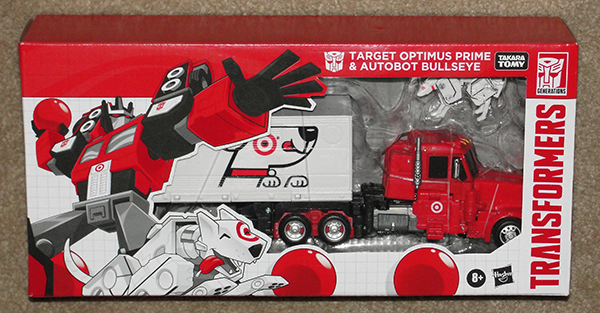 TARGET OPTIMUS PRIME
& AUTOBOT BULLSEYE
TAKARA
TOMY
GENERATIONS
TRANSFORMERS
8+
Hasbro